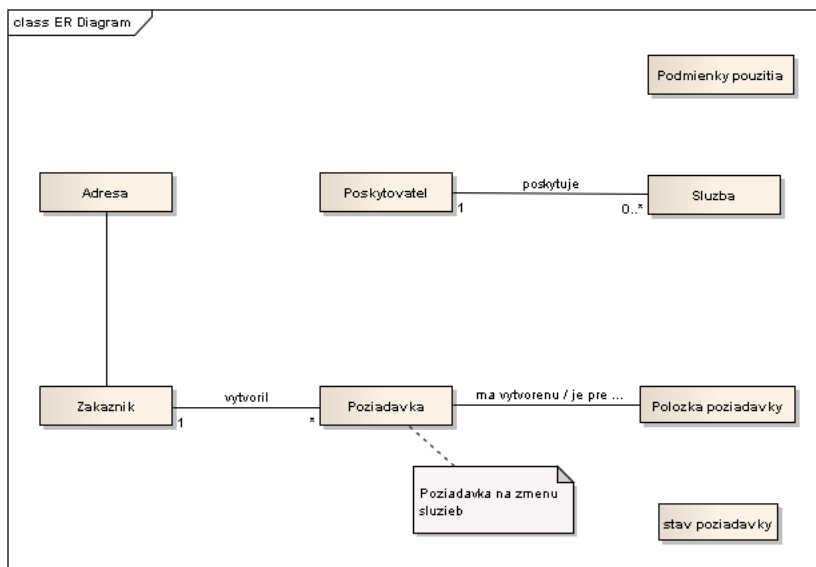 class ER Diagram
Podmienky pouzitia
Adresa
Poskytovatel
poskytuje
Sluzba
1
0..*
Zakaznik
vytvoril
Poziadavka
ma vytvorenu / je pre ...
Polozka poziadavky
1
*
Poziadavka na zmenu
sluzieb
stav poziadavky